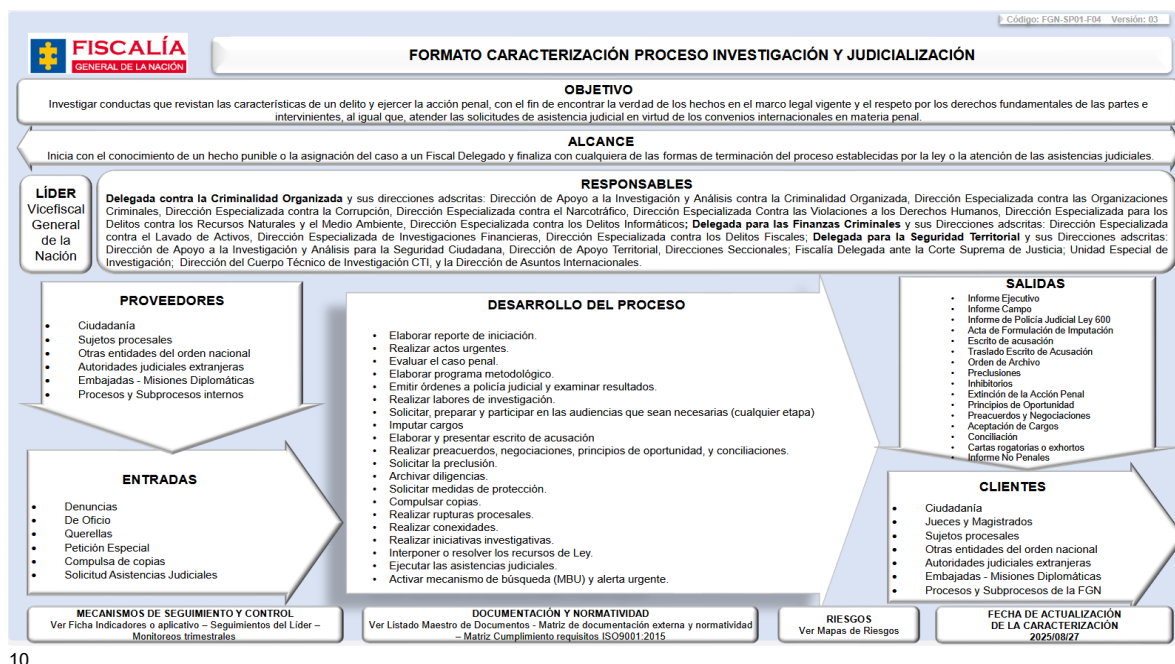 Código: FGN-SP01-F04 Versión: 03
FISCALÍA
GENERAL DE LA NACIÓN
FORMATO CARACTERIZACIÓN PROCESO INVESTIGACIÓN Y JUDICIALIZACIÓN
OBJETIVO
Investigar conductas que revistan las características de un delito y ejercer la acción penal, con el fin de encontrar la verdad de los hechos en el marco legal vigente y el respeto por los derechos fundamentales de las partes e
intervinientes, al igual que, atender las solicitudes de asistencia judicial en virtud de los convenios internacionales en materia penal.
ALCANCE
Inicia con el conocimiento de un hecho punible o la asignación del caso a un Fiscal Delegado y finaliza con cualquiera de las formas de terminación del proceso establecidas por la ley o la atención de las asistencias judiciales.
LÍDER
Vicefiscal
General
de la
Nación
RESPONSABLES
Delegada contra la Criminalidad Organizada y sus direcciones adscritas: Dirección de Apoyo a la Investigación y Análisis contra la Criminalidad Organizada, Dirección Especializada contra las Organizaciones
Criminales, Dirección Especializada contra la Corrupción, Dirección Especializada contra el Narcotráfico, Dirección Especializada Contra las Violaciones a los Derechos Humanos, Dirección Especializada para los
Delitos contra los Recursos Naturales y el Medio Ambiente, Dirección Especializada contra los Delitos Informáticos; Delegada para las Finanzas Criminales y sus Direcciones adscritas: Dirección Especializada
contra el Lavado de Activos, Dirección Especializada de Investigaciones Financieras, Dirección Especializada contra los Delitos Fiscales; Delegada para la Seguridad Territorial y sus Direcciones adscritas:
Dirección de Apoyo a la Investigación y Análisis para la Seguridad Ciudadana, Dirección de Apoyo Territorial, Direcciones Seccionales; Fiscalía Delegada ante la Corte Suprema de Justicia; Unidad Especial de
Investigación; Dirección del Cuerpo Técnico de Investigación CTI, y la Dirección de Asuntos Internacionales.
PROVEEDORES
• Ciudadanía
• Sujetos procesales
• Otras entidades del orden nacional
• Autoridades judiciales extranjeras
• Embajadas - Misiones Diplomáticas
• Procesos y Subprocesos internos
ENTRADAS
• Denuncias
• De Oficio
• Querellas
• Petición Especial
• Compulsa de copias
• Solicitud Asistencias Judiciales
DESARROLLO DEL PROCESO
• Elaborar reporte de iniciación.
• Realizar actos urgentes.
• Evaluar el caso penal.
• Elaborar programa metodológico.
• Emitir órdenes a policía judicial y examinar resultados.
• Realizar labores de investigación.
• Solicitar, preparar y participar en las audiencias que sean necesarias (cualquier etapa)
• Imputar cargos
• Elaborar y presentar escrito de acusación
• Realizar preacuerdos, negociaciones, principios de oportunidad, y conciliaciones.
• Solicitar la preclusión.
• Archivar diligencias.
• Solicitar medidas de protección.
• Compulsar copias.
• Realizar rupturas procesales.
• Realizar conexidades.
• Realizar iniciativas investigativas.
• Interponer o resolver los recursos de Ley.
• Ejecutar las asistencias judiciales.
• Activar mecanismo de búsqueda (MBU) y alerta urgente.
SALIDAS
• Informe Ejecutivo
• Informe Campo
• Informe de Policía Judicial Ley 600
• Acta de Formulación de Imputación
• Escrito de acusación
• Traslado Escrito de Acusación
• Orden de Archivo
• Preclusiones
• Inhibitorios
• Extinción de la Acción Penal
• Principios de Oportunidad
• Preacuerdos y Negociaciones
• Aceptación de Cargos
• Conciliación
• Cartas rogatorias o exhortos
• Informe No Penales
CLIENTES
• Ciudadanía
• Jueces y Magistrados
• Sujetos procesales
• Otras entidades del orden nacional
• Autoridades judiciales extranjeras
• Embajadas - Misiones Diplomáticas
• Procesos y Subprocesos de la FGN
MECANISMOS DE SEGUIMIENTO Y CONTROL
Ver Ficha Indicadores o aplicativo – Seguimientos del Líder –
Monitoreos trimestrales
DOCUMENTACIÓN Y NORMATIVIDAD
Ver Listado Maestro de Documentos - Matriz de documentación externa y normatividad
– Matriz Cumplimiento requisitos ISO9001:2015
RIESGOS
Ver Mapas de Riesgos
FECHA DE ACTUALIZACIÓN
DE LA CARACTERIZACIÓN
2025/08/27
10